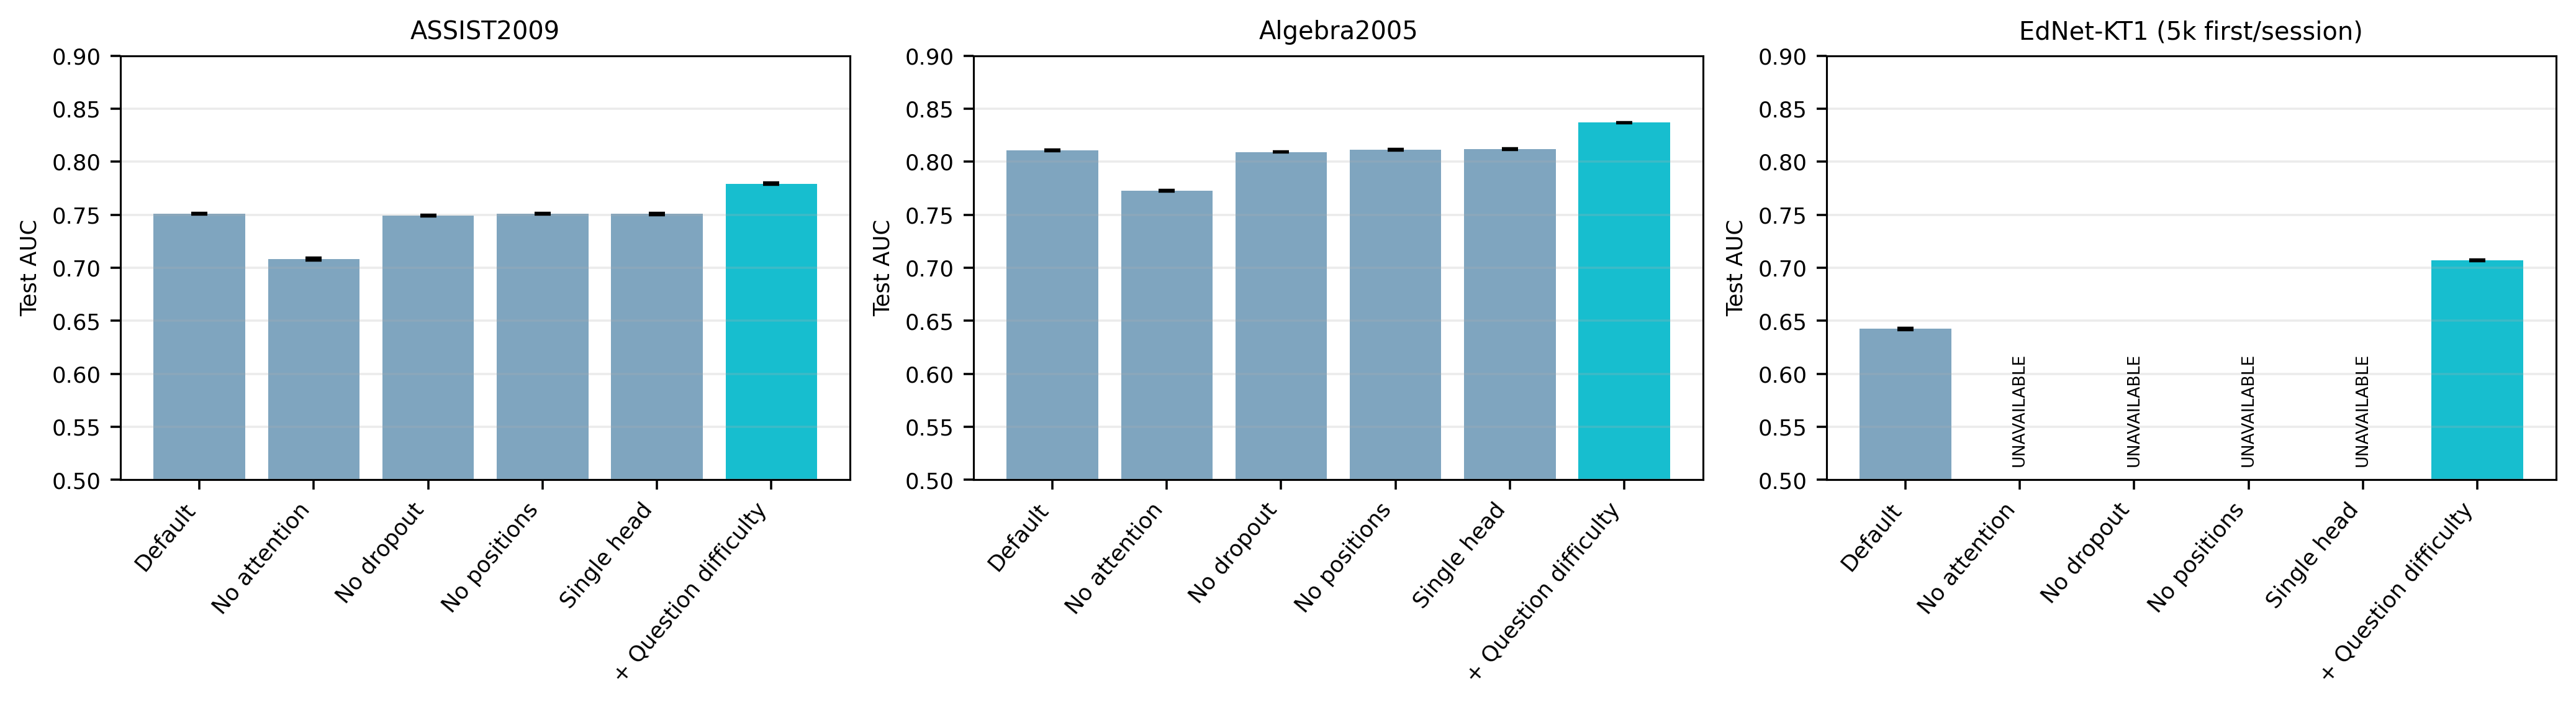 ASSIST2009
Test AUC
0.90
0.85
0.80
0.75
0.70
0.65
0.60
0.55
0.50
Default
No attention
No dropout
No positions
Single head
+ Question difficulty
Algebra2005
Test AUC
0.90
0.85
0.80
0.75
0.70
0.65
0.60
0.55
0.50
Default
No attention
No dropout
No positions
Single head
+ Question difficulty
EdNet-KT1 (5k first/session)
Test AUC
0.90
0.85
0.80
0.75
0.70
0.65
0.60
0.55
0.50
UNAVAILABLE
UNAVAILABLE
UNAVAILABLE
UNAVAILABLE
Default
No attention
No dropout
No positions
Single head
+ Question difficulty